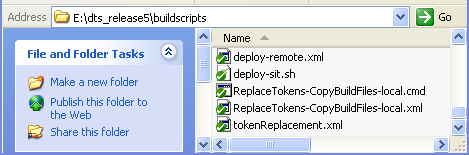 Address E:\dts_release5\buildscripts Go
File and Folder Tasks
Make a new folder
Publish this folder to
the Web
Share this folder
Name
deploy-remote.xml
deploy-sit.sh
ReplaceTokens-CopyBuildFiles-local.cmd
ReplaceTokens-CopyBuildFiles-local.xml
tokenReplacement.xml